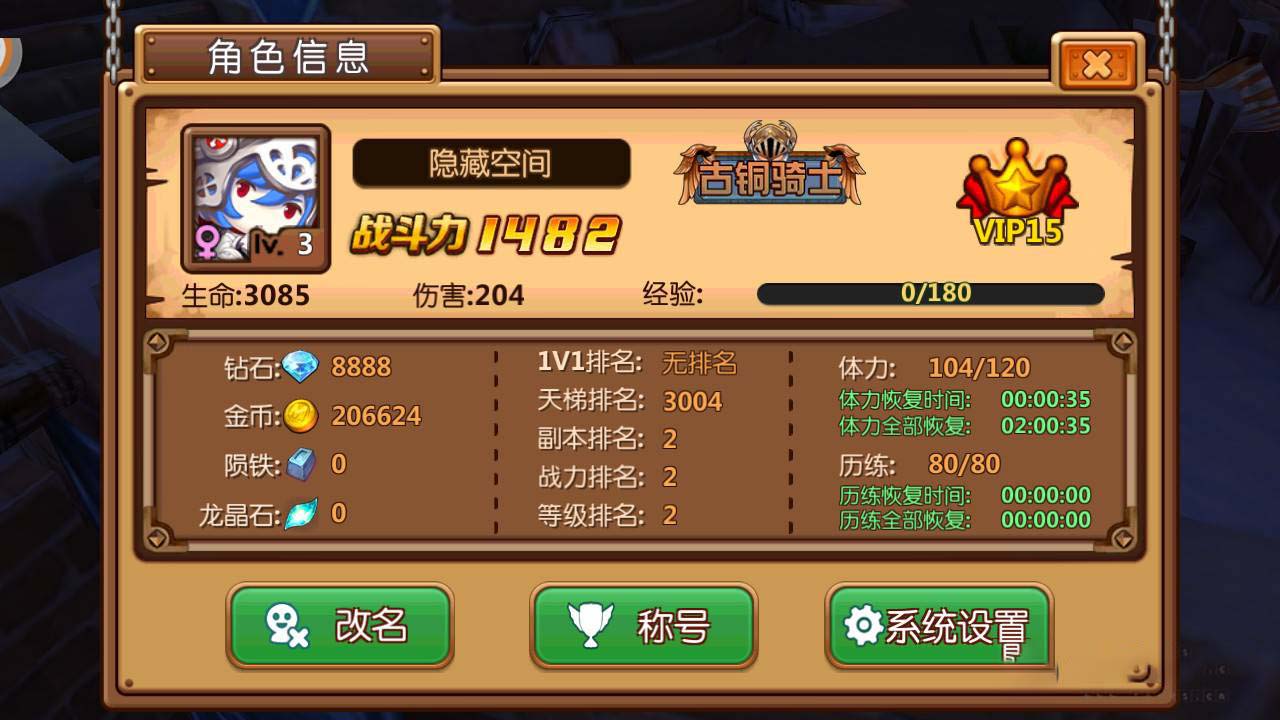 角色信息
隐藏空间
古铜骑士
VIP15
战斗力 1482
lv. 3
生命:3085 伤害:204 经验: 0/180
钻石: 8888
金币: 206624
陨铁: 0
龙晶石: 0
1V1排名: 无排名
天梯排名: 3004
副本排名: 2
战力排名: 2
等级排名: 2
体力: 104/120
体力恢复时间: 00:00:35
体力全部恢复: 02:00:35
历练: 80/80
历练恢复时间: 00:00:00
历练全部恢复: 00:00:00
改名 称号 系统设置